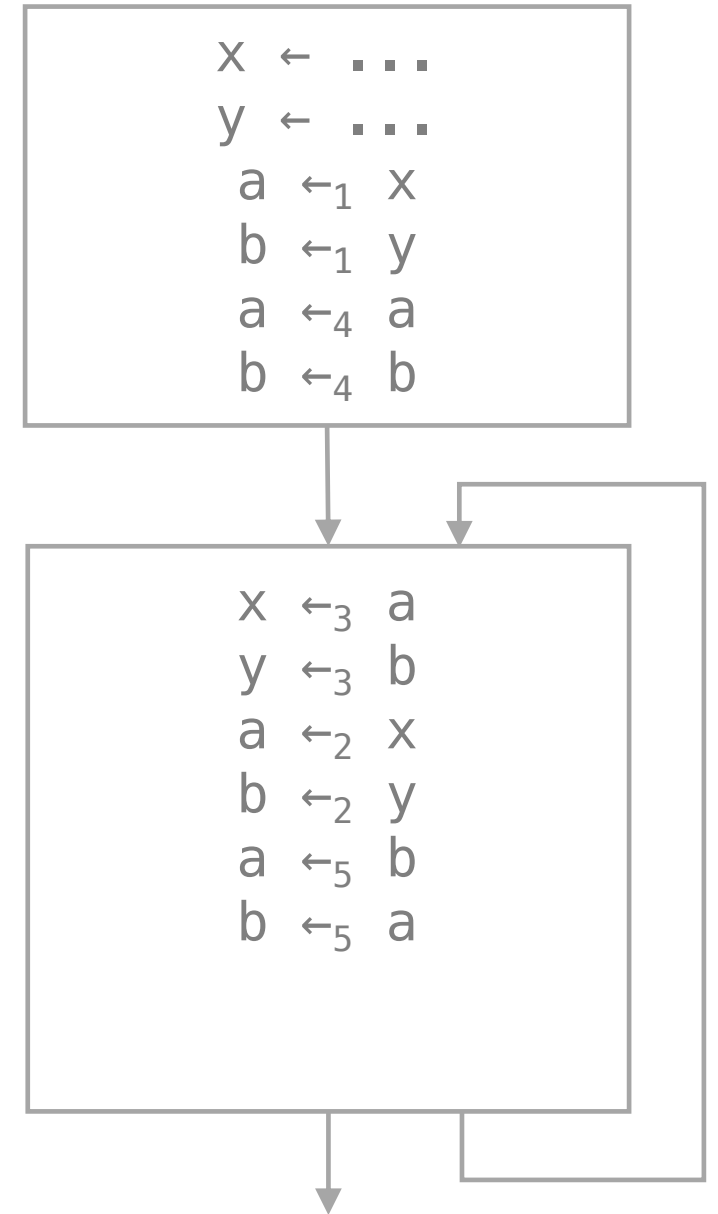 x ← ...
y ← ...
a ←₁ x
b ←₁ y
a ←₄ a
b ←₄ b
x ←₃ a
y ←₃ b
a ←₂ x
b ←₂ y
a ←₅ b
b ←₅ a